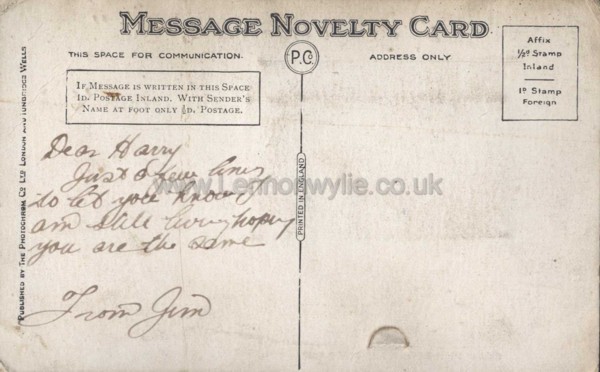 MESSAGE NOVELTY CARD.
THIS SPACE FOR COMMUNICATION.
P.C.
ADDRESS ONLY
Affix
½d Stamp
Inland
1d Stamp
Foreign
IF MESSAGE IS WRITTEN IN THIS SPACE
1D. POSTAGE INLAND. WITH SENDER'S
NAME AT FOOT ONLY ½D. POSTAGE.
Dear Harry
Just a few lines
to let you know I
am still living hoping
you are the same
From Jim
PUBLISHED BY THE PHOTOCHROM CO LTD LONDON AND TUNBRIDGE WELLS
PRINTED IN ENGLAND
www.Lennonwylie.co.uk